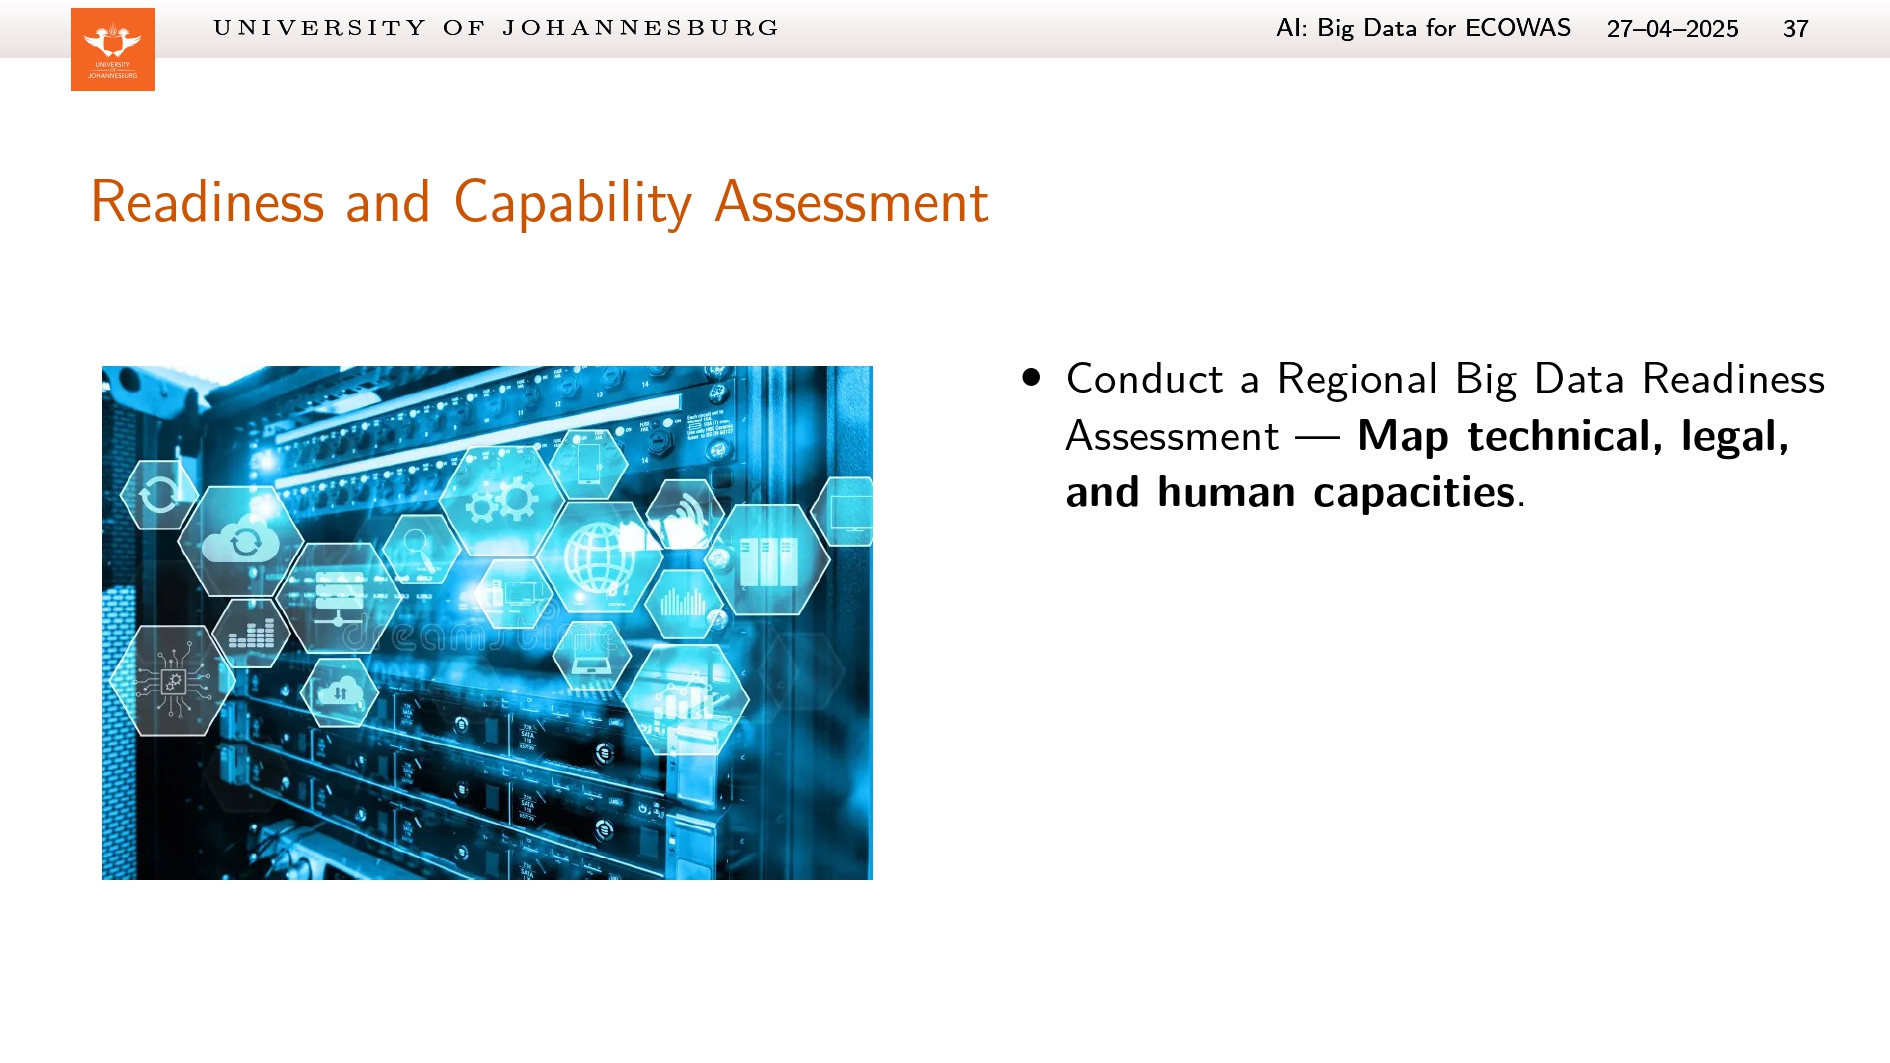 UNIVERSITY OF JOHANNESBURG
AI: Big Data for ECOWAS 27–04–2025 37
UNIVERSITY
OF
JOHANNESBURG
Readiness and Capability Assessment
• Conduct a Regional Big Data Readiness
Assessment — Map technical, legal,
and human capacities.
dreamstime